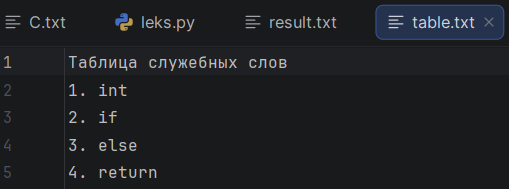 C.txt leks.py result.txt table.txt
1 Таблица служебных слов
2 1. int
3 2. if
4 3. else
5 4. return